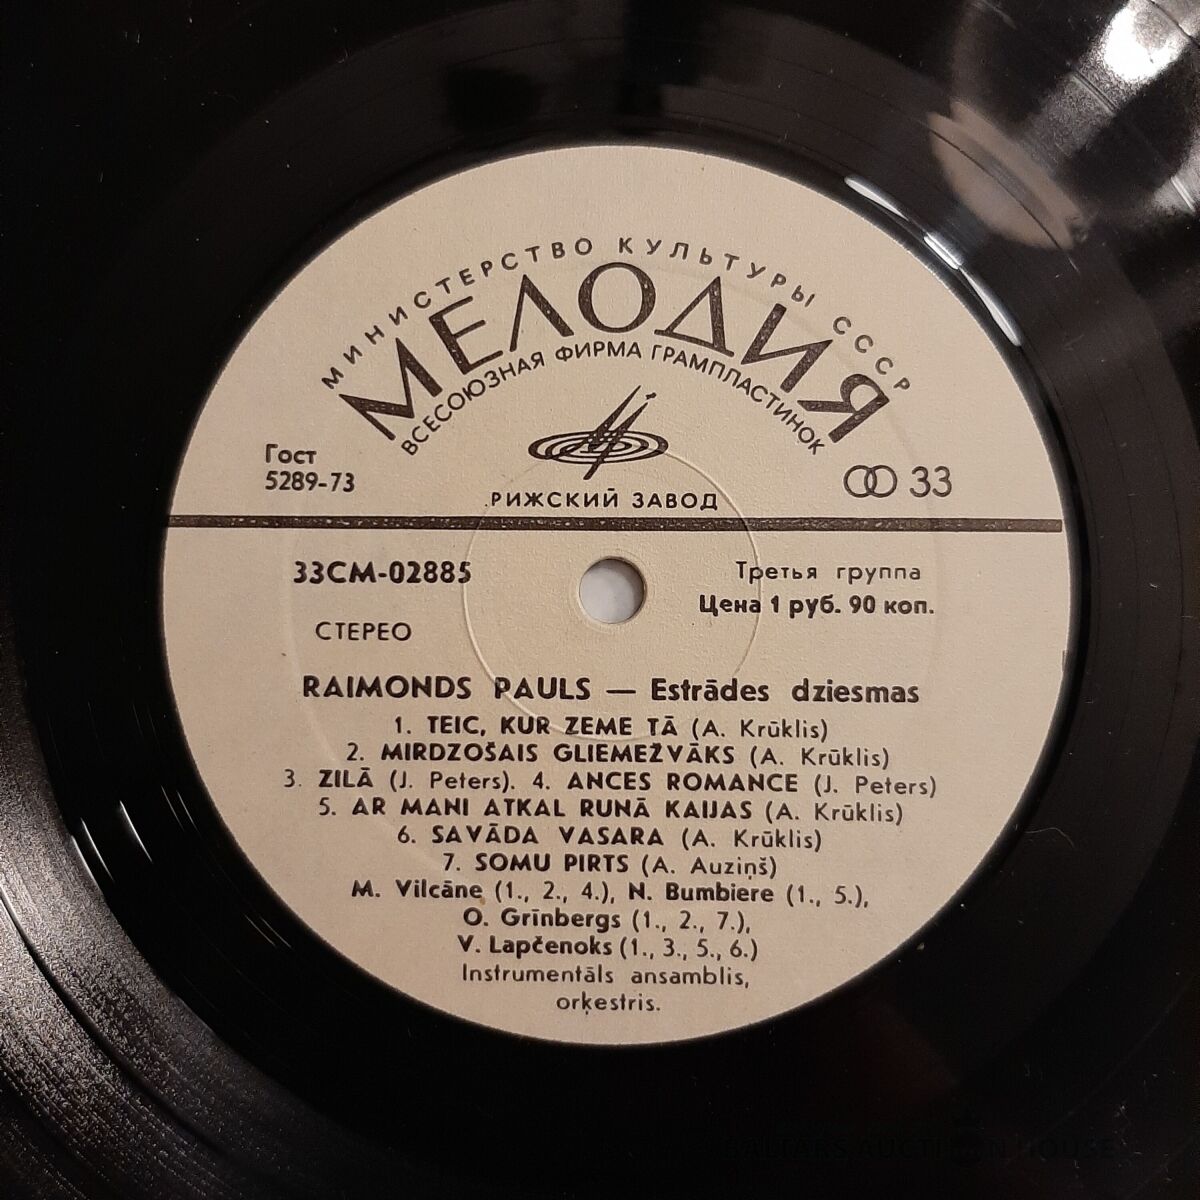 МИНИСТЕРСТВО КУЛЬТУРЫ СССР
МЕЛОДИЯ
ВСЕСОЮЗНАЯ ФИРМА ГРАМПЛАСТИНОК
Гост
5289-73
33
РИЖСКИЙ ЗАВОД
33СМ-02885
Третья группа
Цена 1 руб. 90 коп.
СТЕРЕО
RAIMONDS PAULS — Estrādes dziesmas
1. TEIC, KUR ZEME TĀ (A. Krūklis)
2. MIRDZOŠAIS GLIEMEŽVĀKS (A. Krūklis)
3. ZILĀ (J. Peters). 4. ANCES ROMANCE (J. Peters)
5. AR MANI ATKAL RUNĀ KAIJAS (A. Krūklis)
6. SAVĀDA VASARA (A. Krūklis)
7. SOMU PIRTS (A. Auziņš)
M. Vilcāne (1., 2., 4.), N. Bumbiere (1., 5.),
O. Grīnbergs (1., 2., 7.),
V. Lapčenoks (1., 3., 5., 6.)
Instrumentāls ansamblis,
orķestris.
BALTARS AUCTION HOUSE